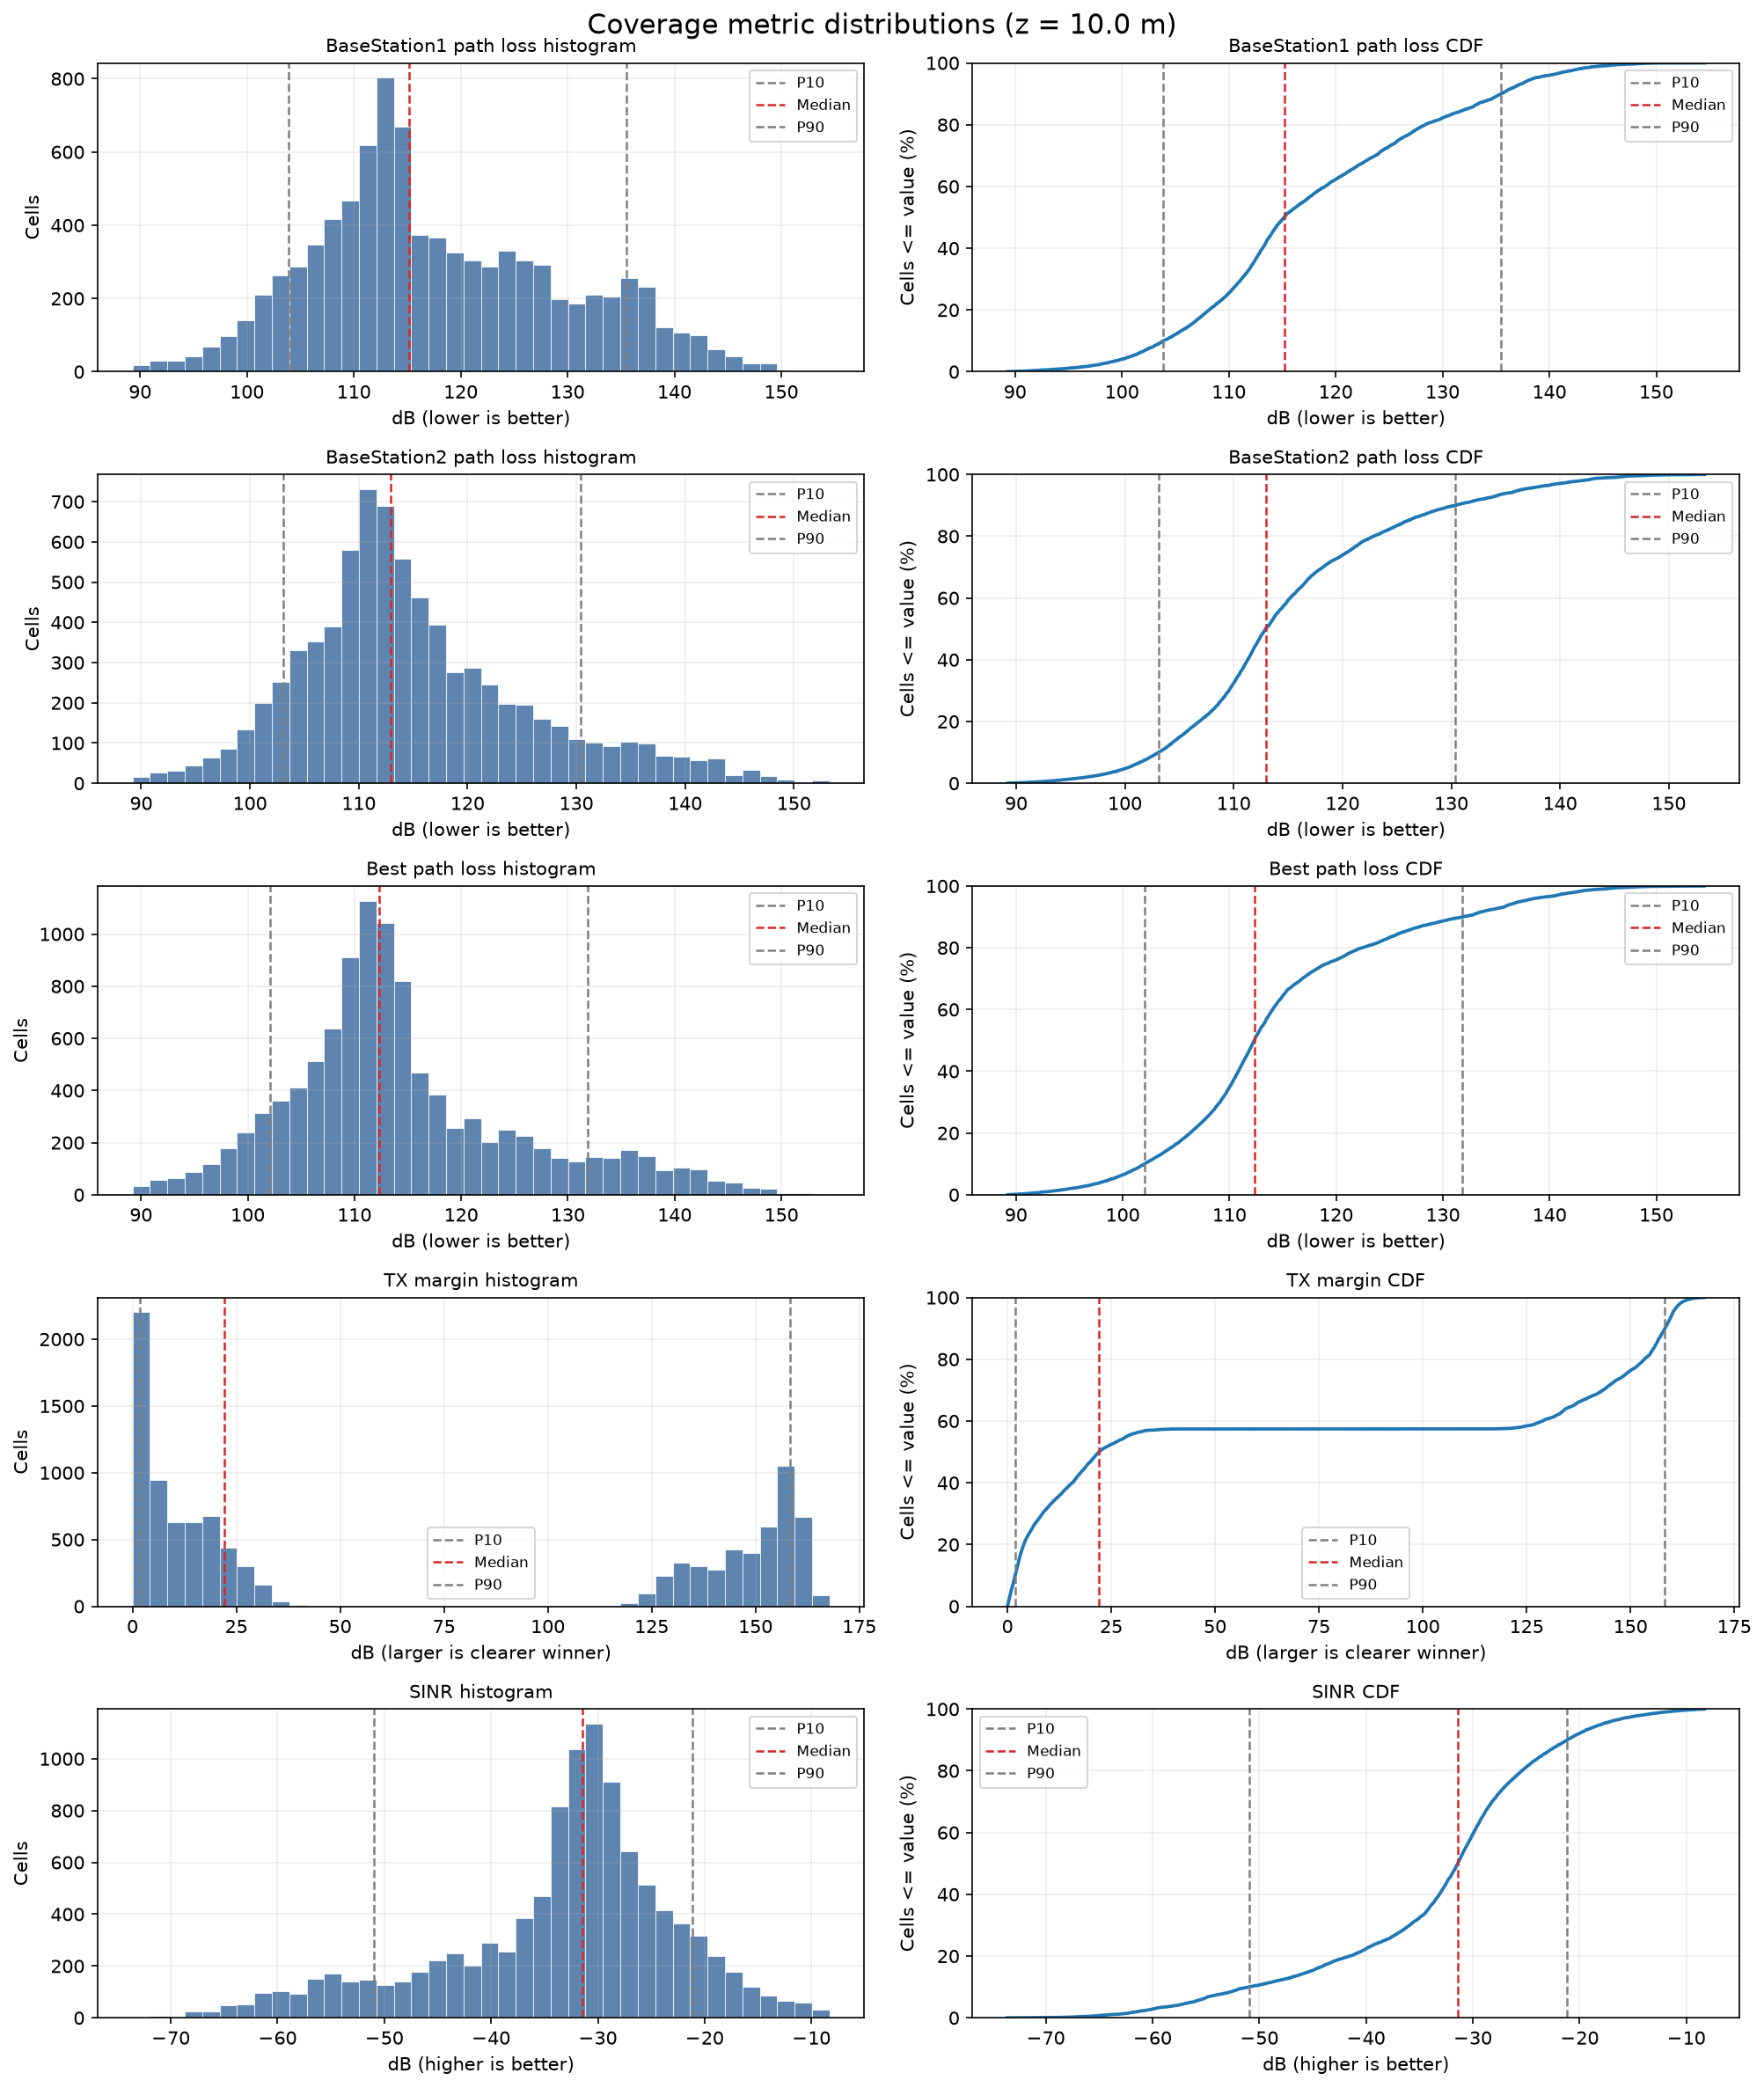 Coverage metric distributions (z = 10.0 m)
BaseStation1 path loss histogram
800
600
400
200
0
Cells
90 100 110 120 130 140 150
dB (lower is better)
P10
Median
P90
BaseStation1 path loss CDF
100
80
60
40
20
0
Cells <= value (%)
90 100 110 120 130 140 150
dB (lower is better)
P10
Median
P90
BaseStation2 path loss histogram
700
600
500
400
300
200
100
0
Cells
90 100 110 120 130 140 150
dB (lower is better)
P10
Median
P90
BaseStation2 path loss CDF
100
80
60
40
20
0
Cells <= value (%)
90 100 110 120 130 140 150
dB (lower is better)
P10
Median
P90
Best path loss histogram
1000
800
600
400
200
0
Cells
90 100 110 120 130 140 150
dB (lower is better)
P10
Median
P90
Best path loss CDF
100
80
60
40
20
0
Cells <= value (%)
90 100 110 120 130 140 150
dB (lower is better)
P10
Median
P90
TX margin histogram
2000
1500
1000
500
0
Cells
0 25 50 75 100 125 150 175
dB (larger is clearer winner)
P10
Median
P90
TX margin CDF
100
80
60
40
20
0
Cells <= value (%)
0 25 50 75 100 125 150 175
dB (larger is clearer winner)
P10
Median
P90
SINR histogram
1000
800
600
400
200
0
Cells
−70 −60 −50 −40 −30 −20 −10
dB (higher is better)
P10
Median
P90
SINR CDF
100
80
60
40
20
0
Cells <= value (%)
−70 −60 −50 −40 −30 −20 −10
dB (higher is better)
P10
Median
P90